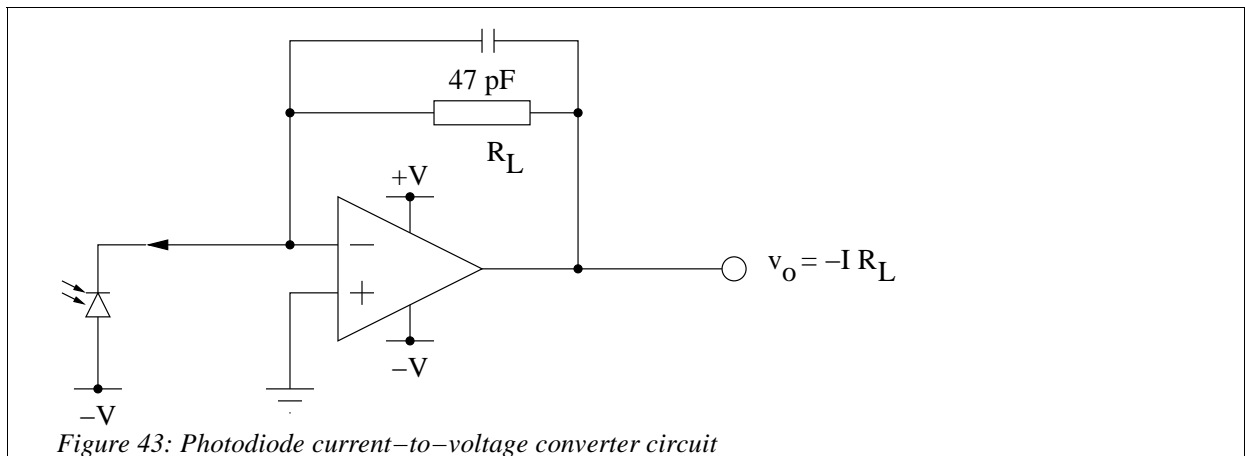 47 pF
R_L
+V
−
+
−V
v_o = −I R_L
−V
Figure 43: Photodiode current−to−voltage converter circuit